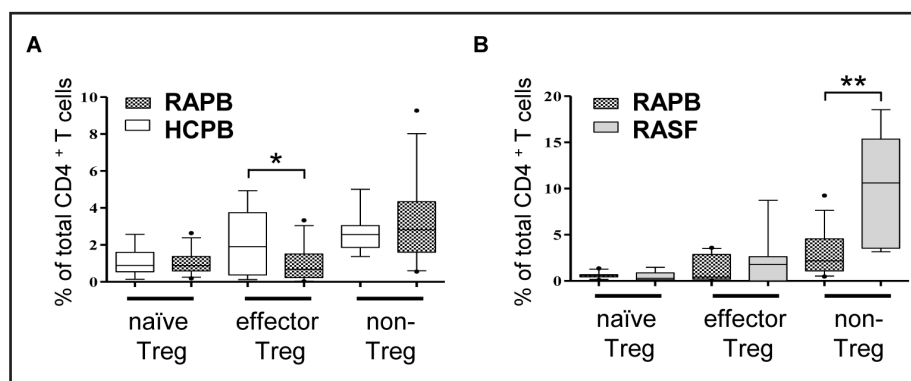 A
% of total CD4 + T cells
10
8
6
4
2
0
RAPB
HCPB
*
naïve Treg
effector Treg
non-Treg
B
% of total CD4 + T cells
20
15
10
5
0
RAPB
RASF
**
naïve Treg
effector Treg
non-Treg